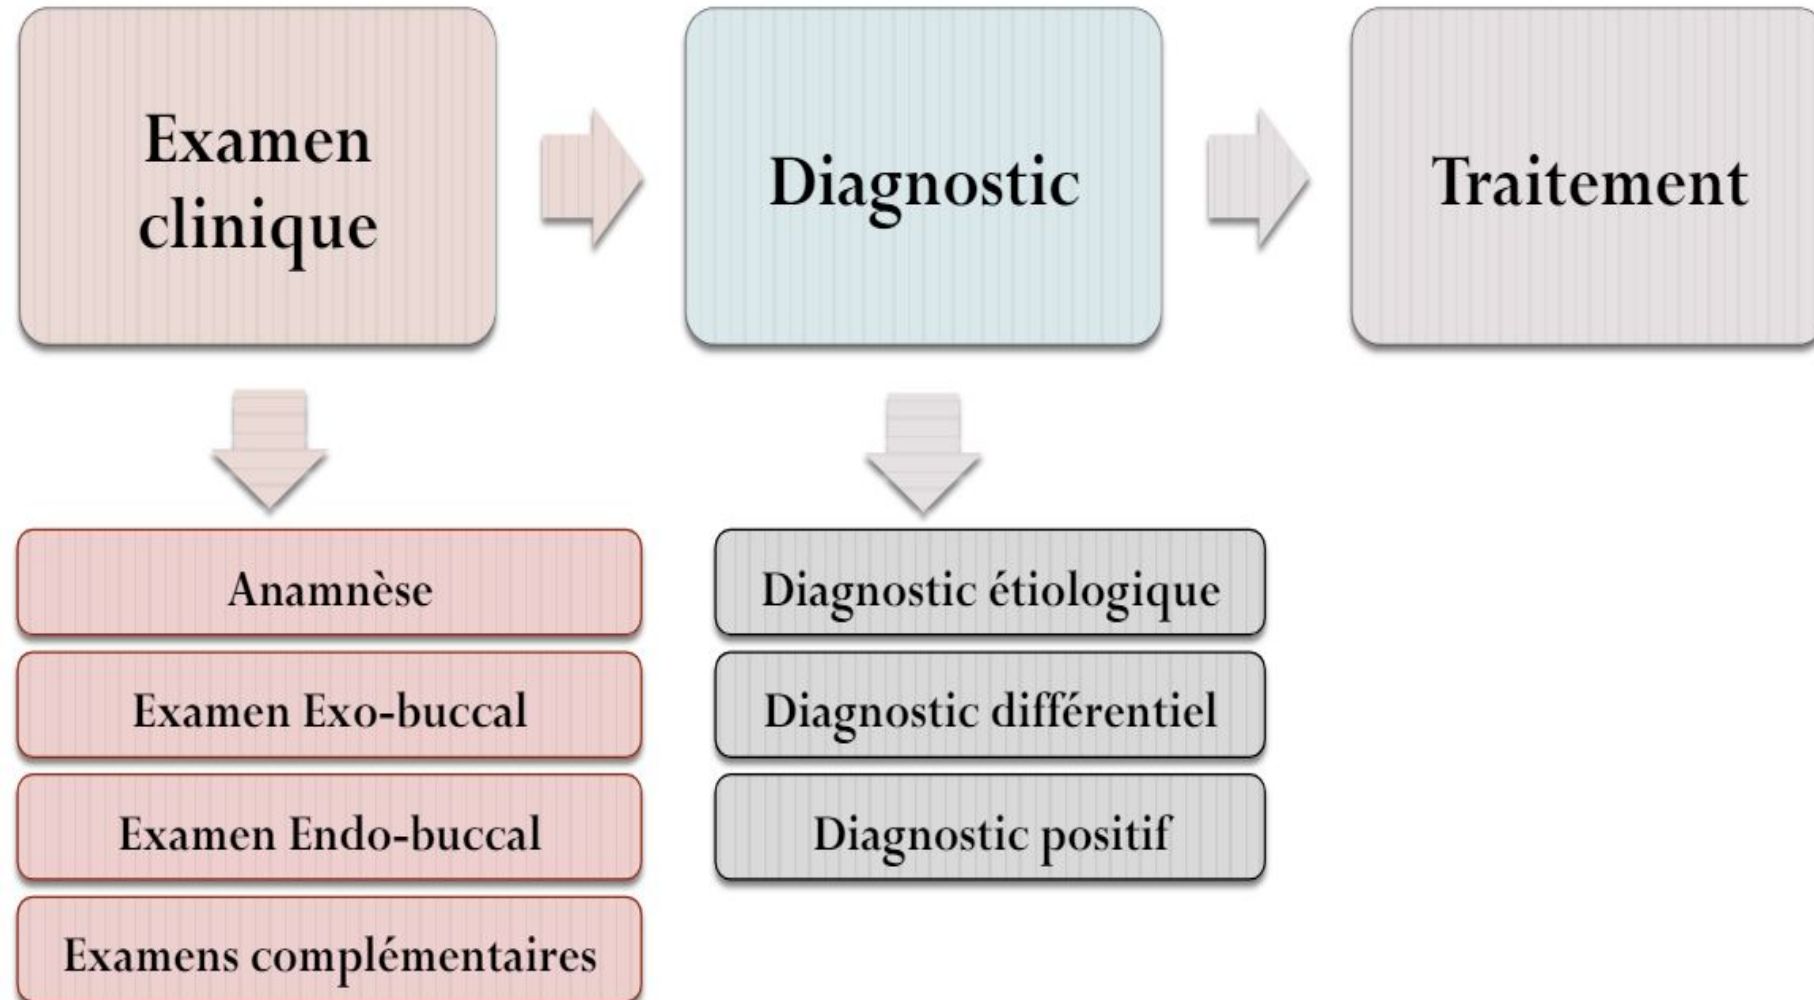 Examen
clinique
Diagnostic
Traitement
Anamnèse
Examen Exo-buccal
Examen Endo-buccal
Examens complémentaires
Diagnostic étiologique
Diagnostic différentiel
Diagnostic positif